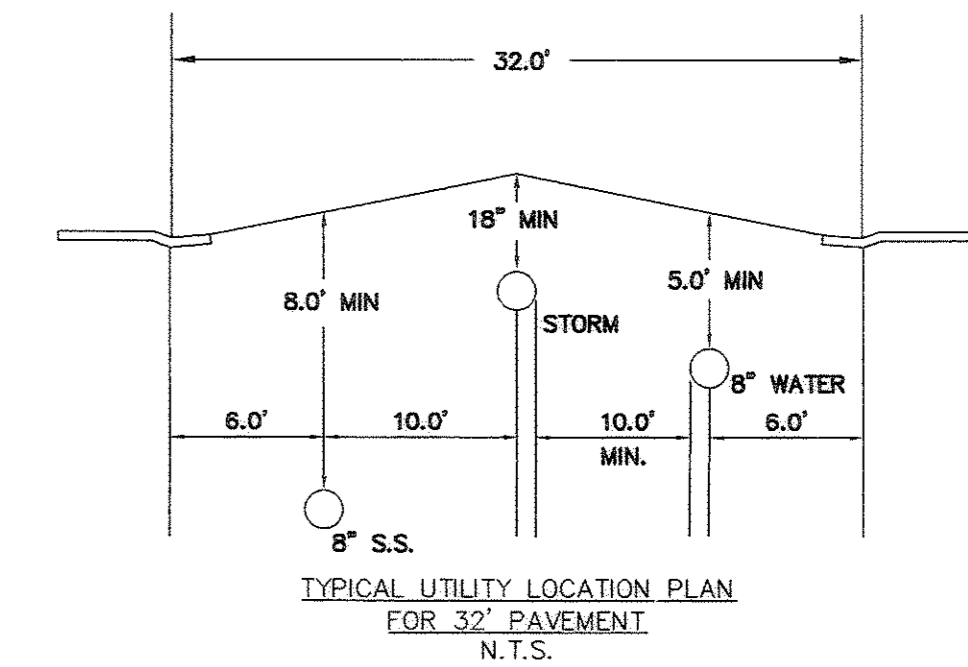 32.0'
18" MIN
8.0' MIN
5.0' MIN
STORM
8" WATER
6.0'
10.0'
10.0'
MIN.
6.0'
8" S.S.
TYPICAL UTILITY LOCATION PLAN
FOR 32' PAVEMENT
N.T.S.